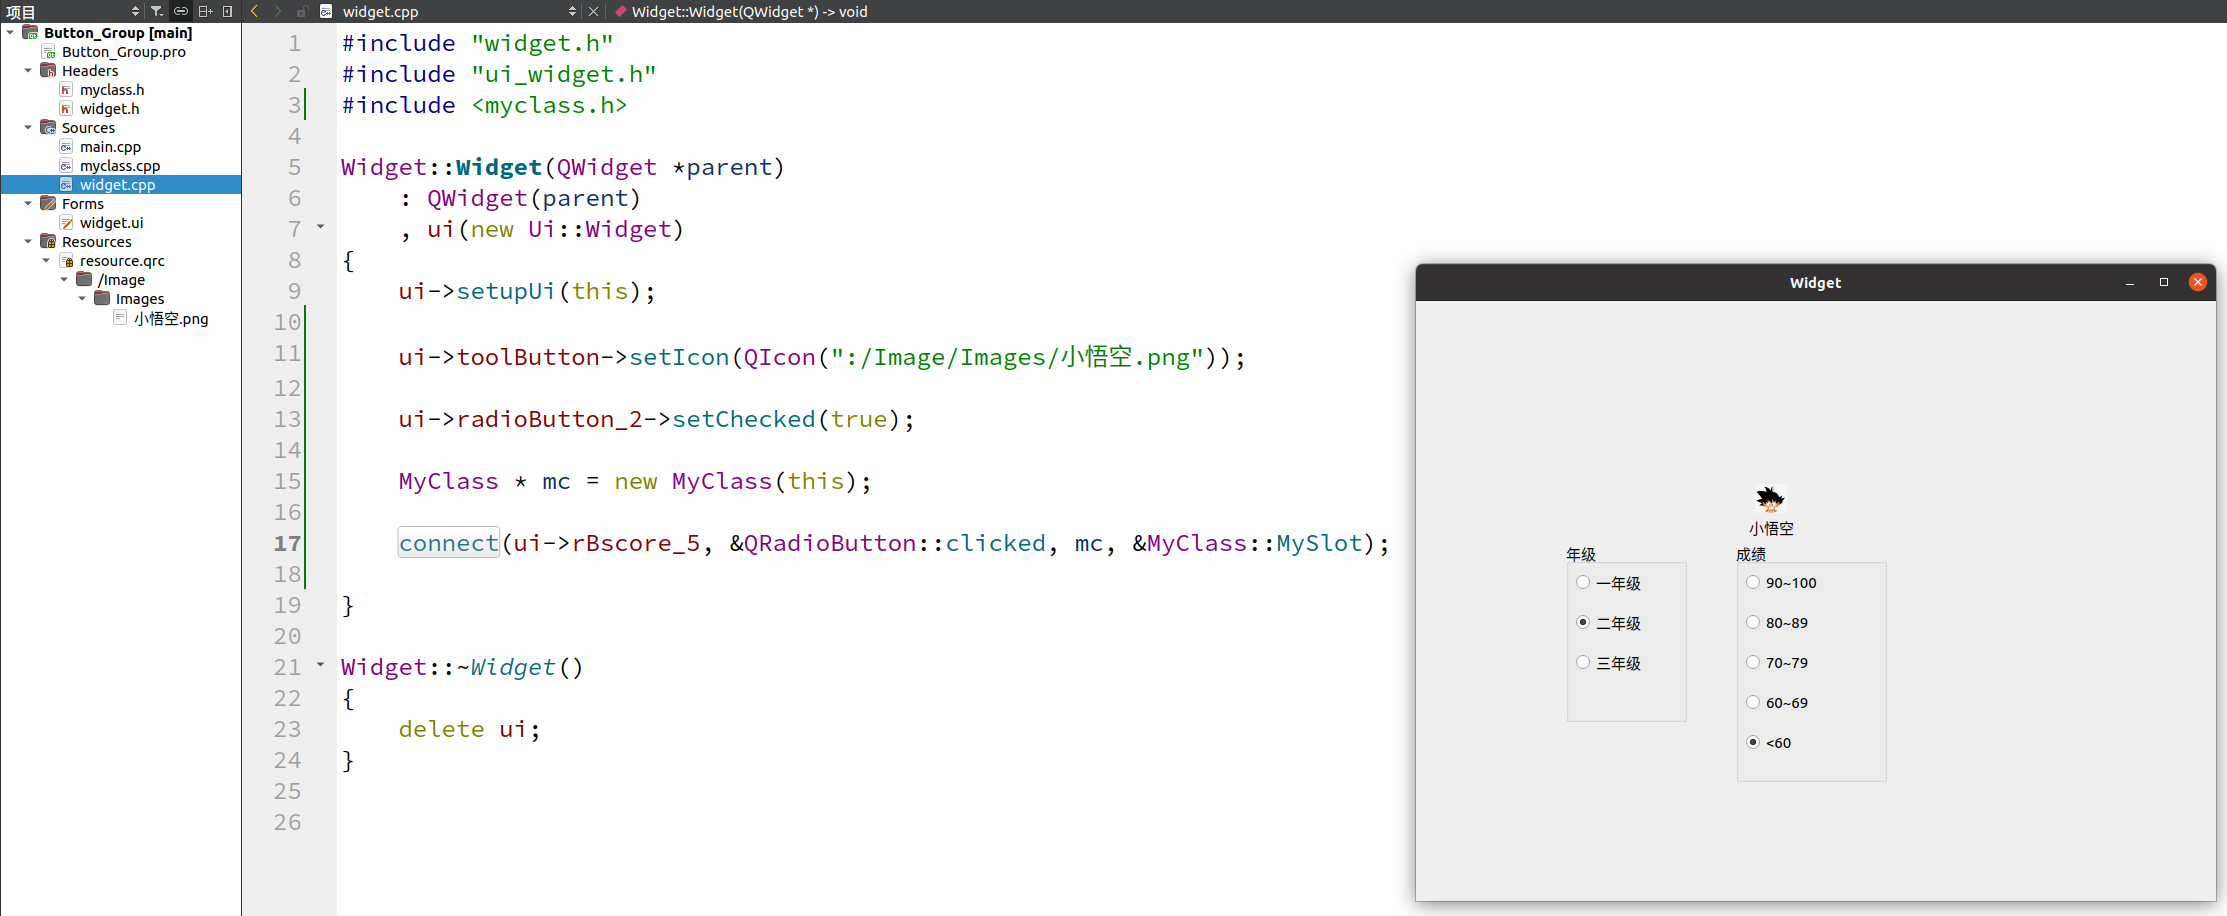 项目
widget.cpp
Widget::Widget(QWidget *) -> void
Button_Group [main]
Button_Group.pro
Headers
myclass.h
widget.h
Sources
main.cpp
myclass.cpp
widget.cpp
Forms
widget.ui
Resources
resource.qrc
/Image
Images
小悟空.png
1 #include "widget.h"
2 #include "ui_widget.h"
3 #include <myclass.h>
4
5 Widget::Widget(QWidget *parent)
6     : QWidget(parent)
7     , ui(new Ui::Widget)
8 {
9     ui->setupUi(this);
10
11     ui->toolButton->setIcon(QIcon(":/Image/Images/小悟空.png"));
12
13     ui->radioButton_2->setChecked(true);
14
15     MyClass * mc = new MyClass(this);
16
17     connect(ui->rBscore_5, &QRadioButton::clicked, mc, &MyClass::MySlot);
18
19 }
20
21 Widget::~Widget()
22 {
23     delete ui;
24 }
25
26
Widget
小悟空
年级
一年级
二年级
三年级
成绩
90~100
80~89
70~79
60~69
<60